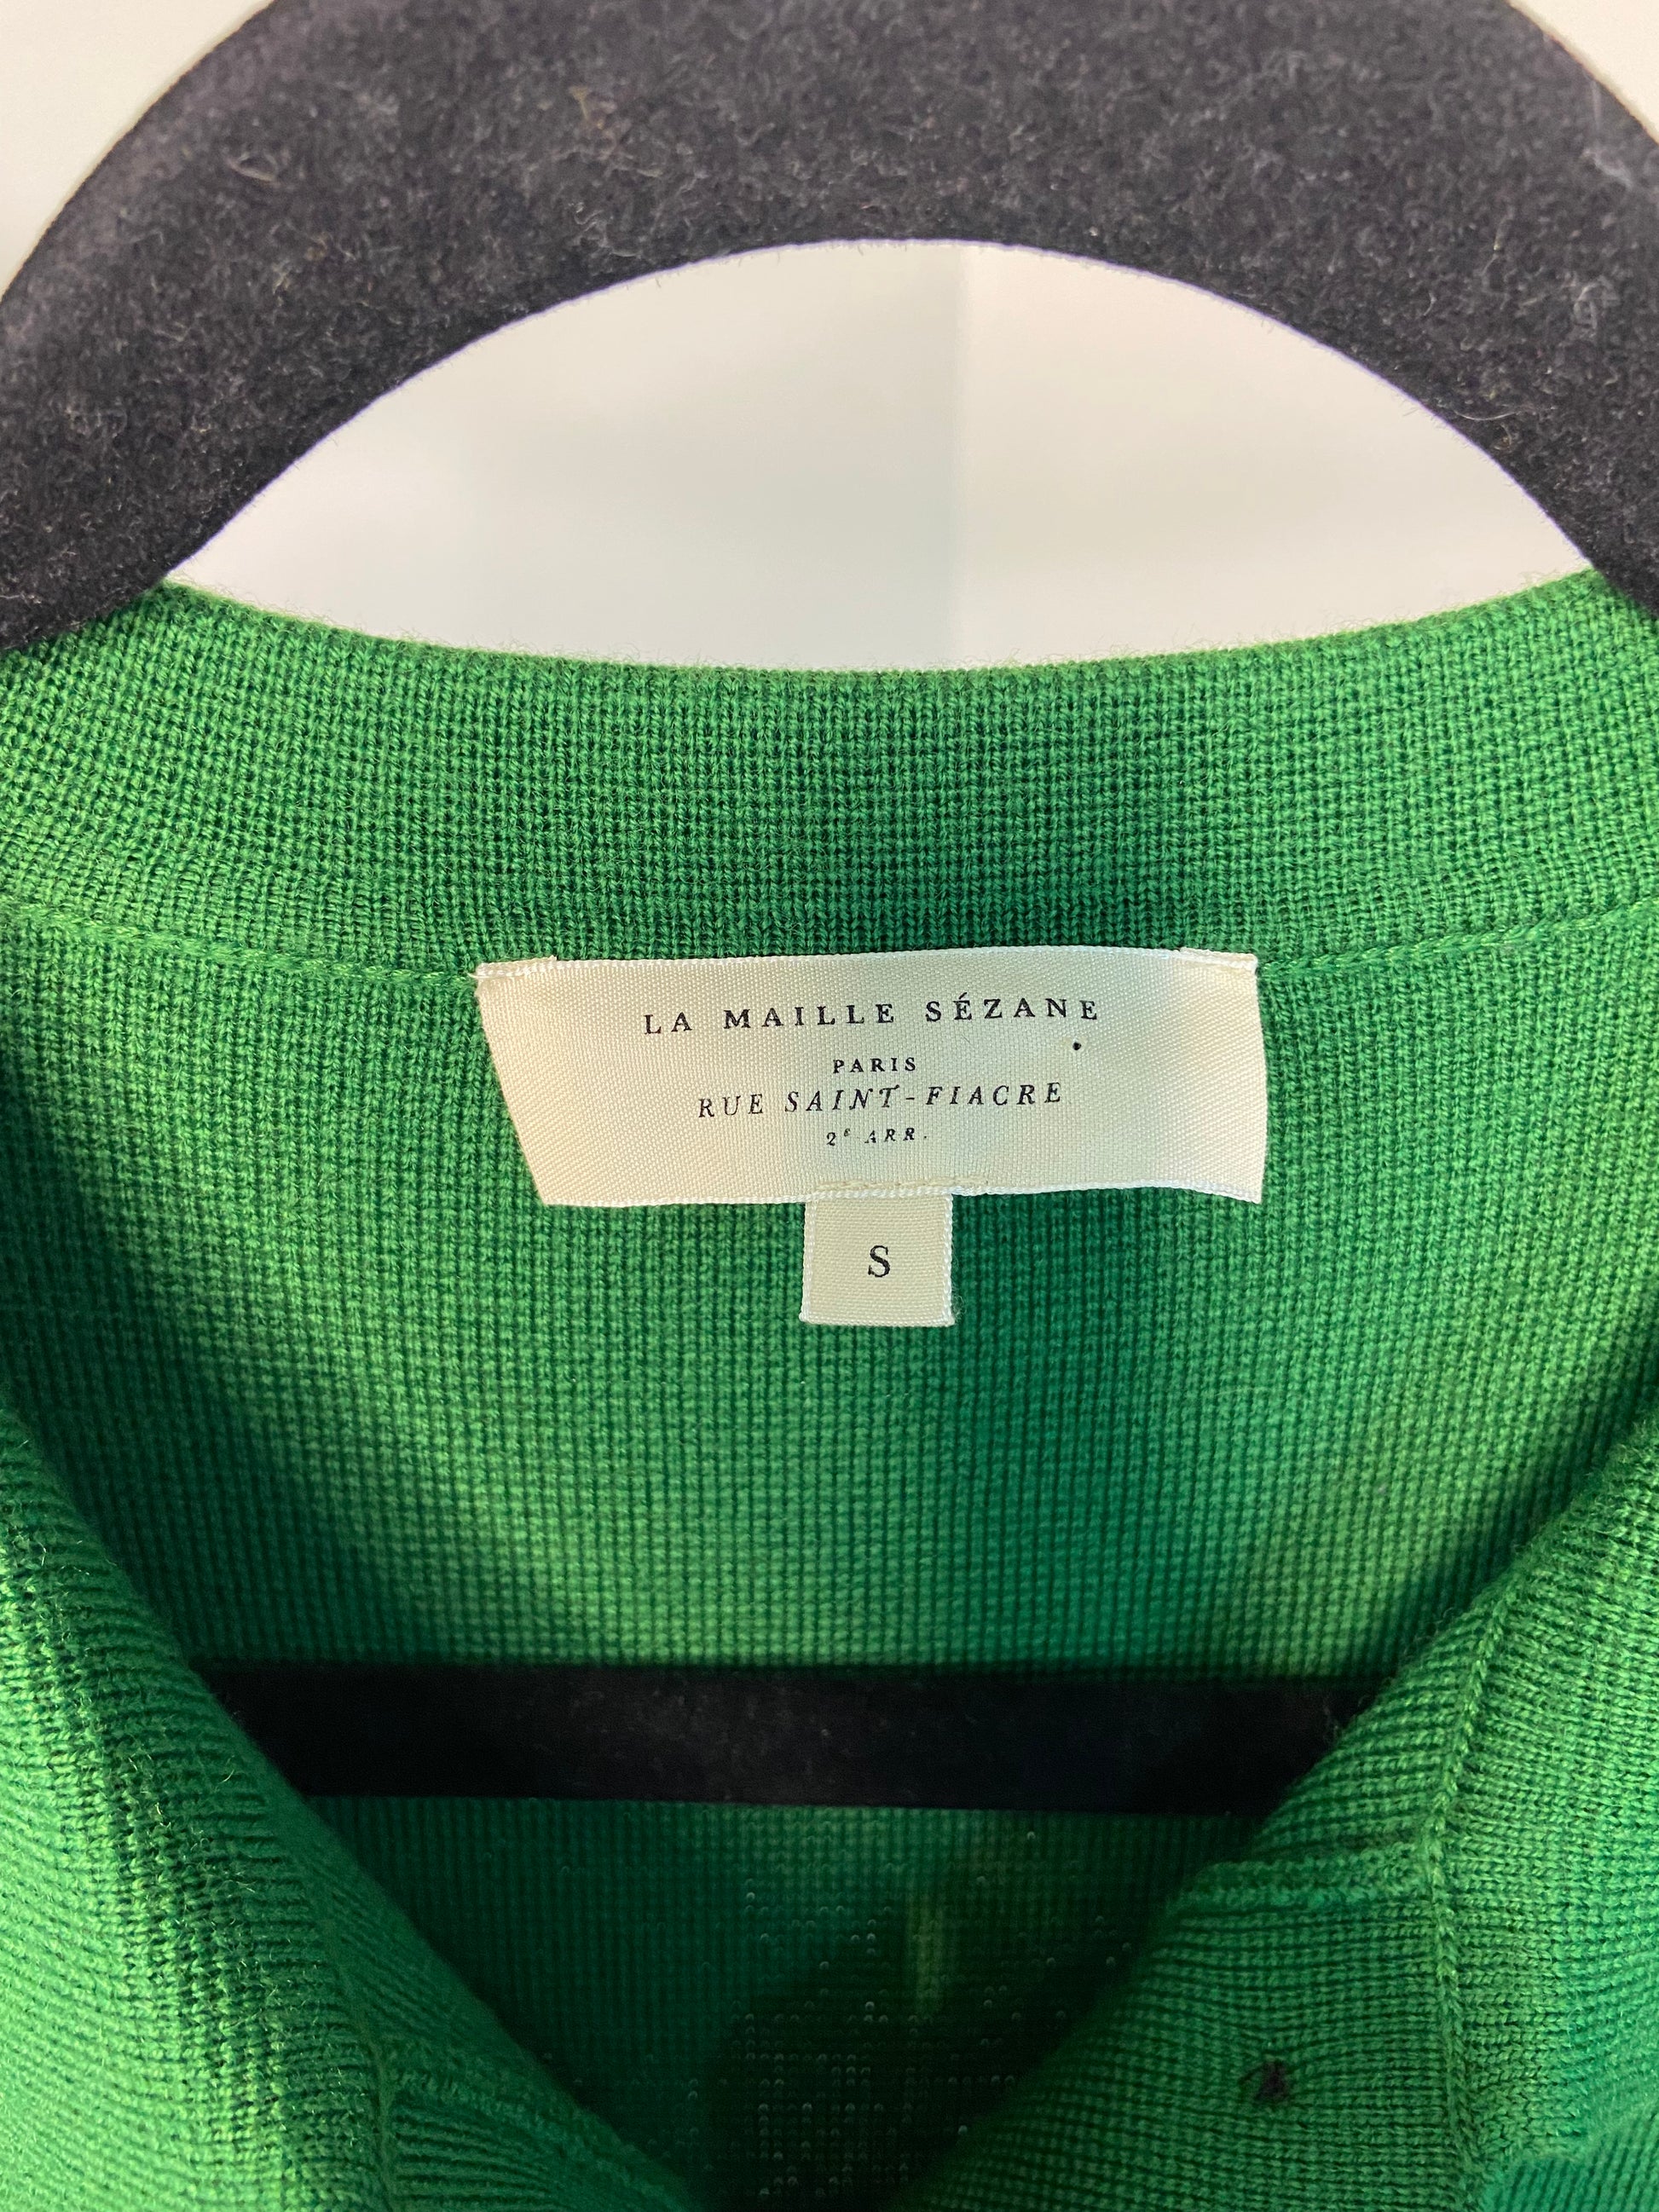 LA MAILLE SÉZANE
PARIS
RUE SAINT-FIACRE
2ᵉ ARR.
S